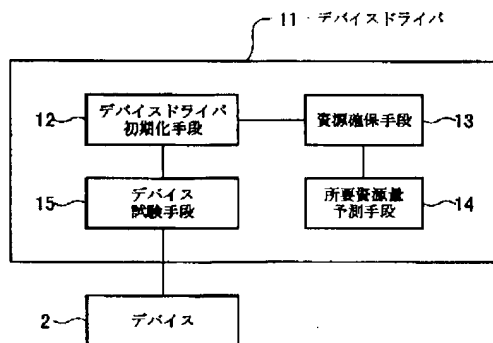 11 デバイスドライバ
12
デバイスドライバ
初期化手段
資源確保手段
13
15
デバイス
試験手段
所要資源量
予測手段
14
2
デバイス